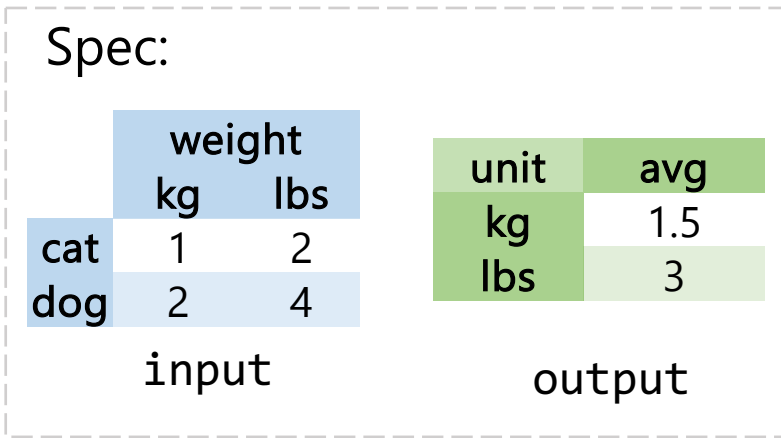 Spec:
weight
kg lbs
cat 1 2
dog 2 4
input
unit avg
kg 1.5
lbs 3
output